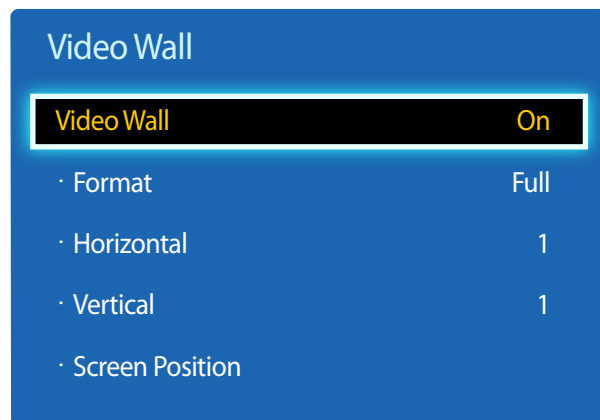 Video Wall
Video Wall On
· Format Full
· Horizontal 1
· Vertical 1
· Screen Position